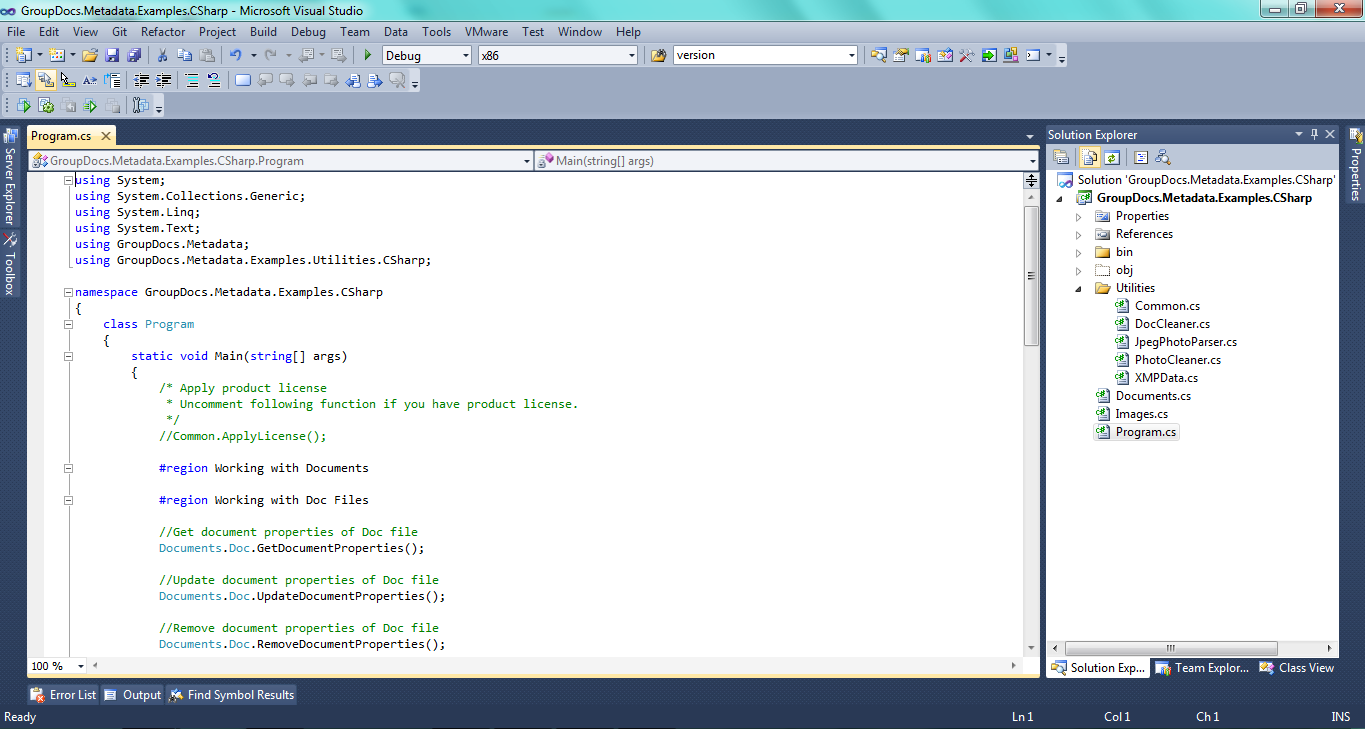 GroupDocs.Metadata.Examples.CSharp - Microsoft Visual Studio
File Edit View Git Refactor Project Build Debug Team Data Tools VMware Test Window Help
Debug x86 version
Program.cs
GroupDocs.Metadata.Examples.CSharp.Program Main(string[] args)
Server Explorer
Toolbox
using System;
using System.Collections.Generic;
using System.Linq;
using System.Text;
using GroupDocs.Metadata;
using GroupDocs.Metadata.Examples.Utilities.CSharp;
namespace GroupDocs.Metadata.Examples.CSharp
{
class Program
{
static void Main(string[] args)
{
/* Apply product license
* Uncomment following function if you have product license.
*/
//Common.ApplyLicense();
#region Working with Documents
#region Working with Doc Files
//Get document properties of Doc file
Documents.Doc.GetDocumentProperties();
//Update document properties of Doc file
Documents.Doc.UpdateDocumentProperties();
//Remove document properties of Doc file
Documents.Doc.RemoveDocumentProperties();
100 %
Solution Explorer
Solution 'GroupDocs.Metadata.Examples.CSharp'
GroupDocs.Metadata.Examples.CSharp
Properties
References
bin
obj
Utilities
Common.cs
DocCleaner.cs
JpegPhotoParser.cs
PhotoCleaner.cs
XMPData.cs
Documents.cs
Images.cs
Program.cs
Solution Exp... Team Explor... Class View
Properties
Error List Output Find Symbol Results
Ready Ln 1 Col 1 Ch 1 INS